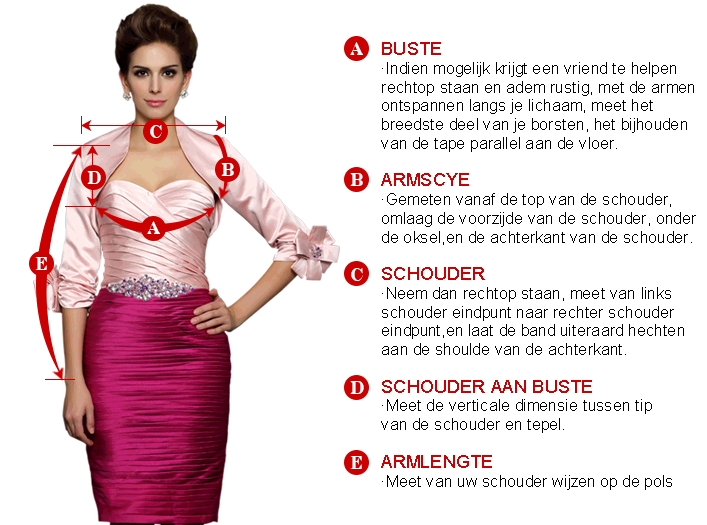 A BUSTE
·Indien mogelijk krijgt een vriend te helpen
rechtop staan en adem rustig, met de armen
ontspannen langs je lichaam, meet het
breedste deel van je borsten, het bijhouden
van de tape parallel aan de vloer.
B ARMSCYE
·Gemeten vanaf de top van de schouder,
omlaag de voorzijde van de schouder, onder
de oksel,en de achterkant van de schouder.
C SCHOUDER
·Neem dan rechtop staan, meet van links
schouder eindpunt naar rechter schouder
eindpunt,en laat de band uiteraard hechten
aan de shoulde van de achterkant.
D SCHOUDER AAN BUSTE
·Meet de verticale dimensie tussen tip
van de schouder en tepel.
E ARMLENGTE
·Meet van uw schouder wijzen op de pols
C
B
D
A
E